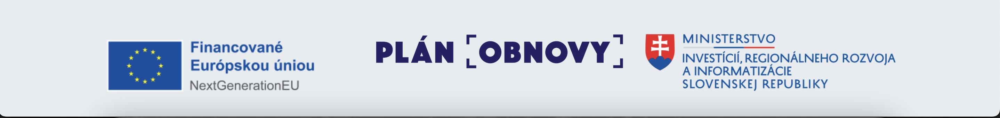 Financované
Európskou úniou
NextGenerationEU
PLÁN [OBNOVY]
MINISTERSTVO
INVESTÍCIÍ, REGIONÁLNEHO ROZVOJA
A INFORMATIZÁCIE
SLOVENSKEJ REPUBLIKY